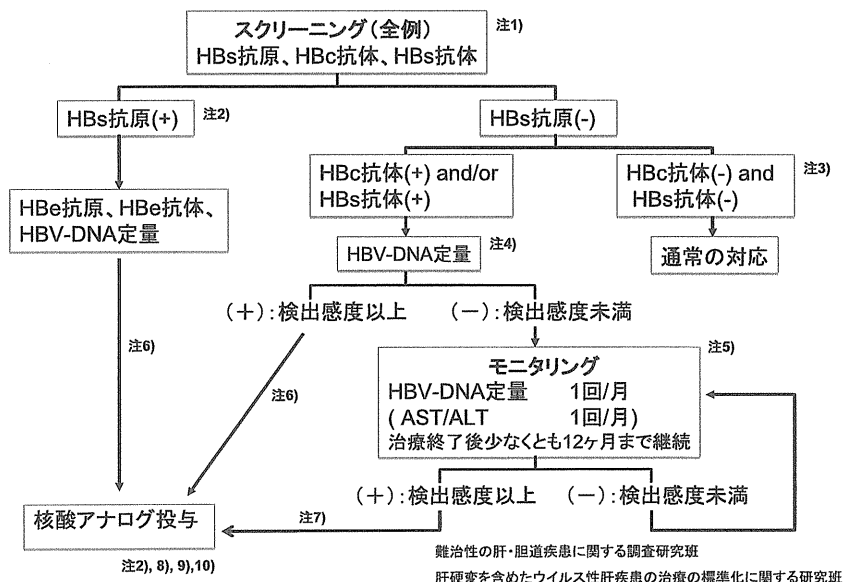 スクリーニング(全例)
HBs抗原、HBc抗体、HBs抗体
注1)
HBs抗原(+)
注2)
HBs抗原(-)
HBc抗体(+) and/or
HBs抗体(+)
HBc抗体(-) and
HBs抗体(-)
注3)
HBe抗原、HBe抗体、
HBV-DNA定量
HBV-DNA定量
注4)
通常の対応
(+):検出感度以上
(-):検出感度未満
注6)
注6)
モニタリング
注5)
HBV-DNA定量 1回/月
( AST/ALT 1回/月)
治療終了後少なくとも12ヶ月まで継続
(+):検出感度以上
(-):検出感度未満
核酸アナログ投与
注7)
注2), 8), 9),10)
難治性の肝・胆道疾患に関する調査研究班
肝硬変を含めたウイルス性肝疾患の治療の標準化に関する研究班